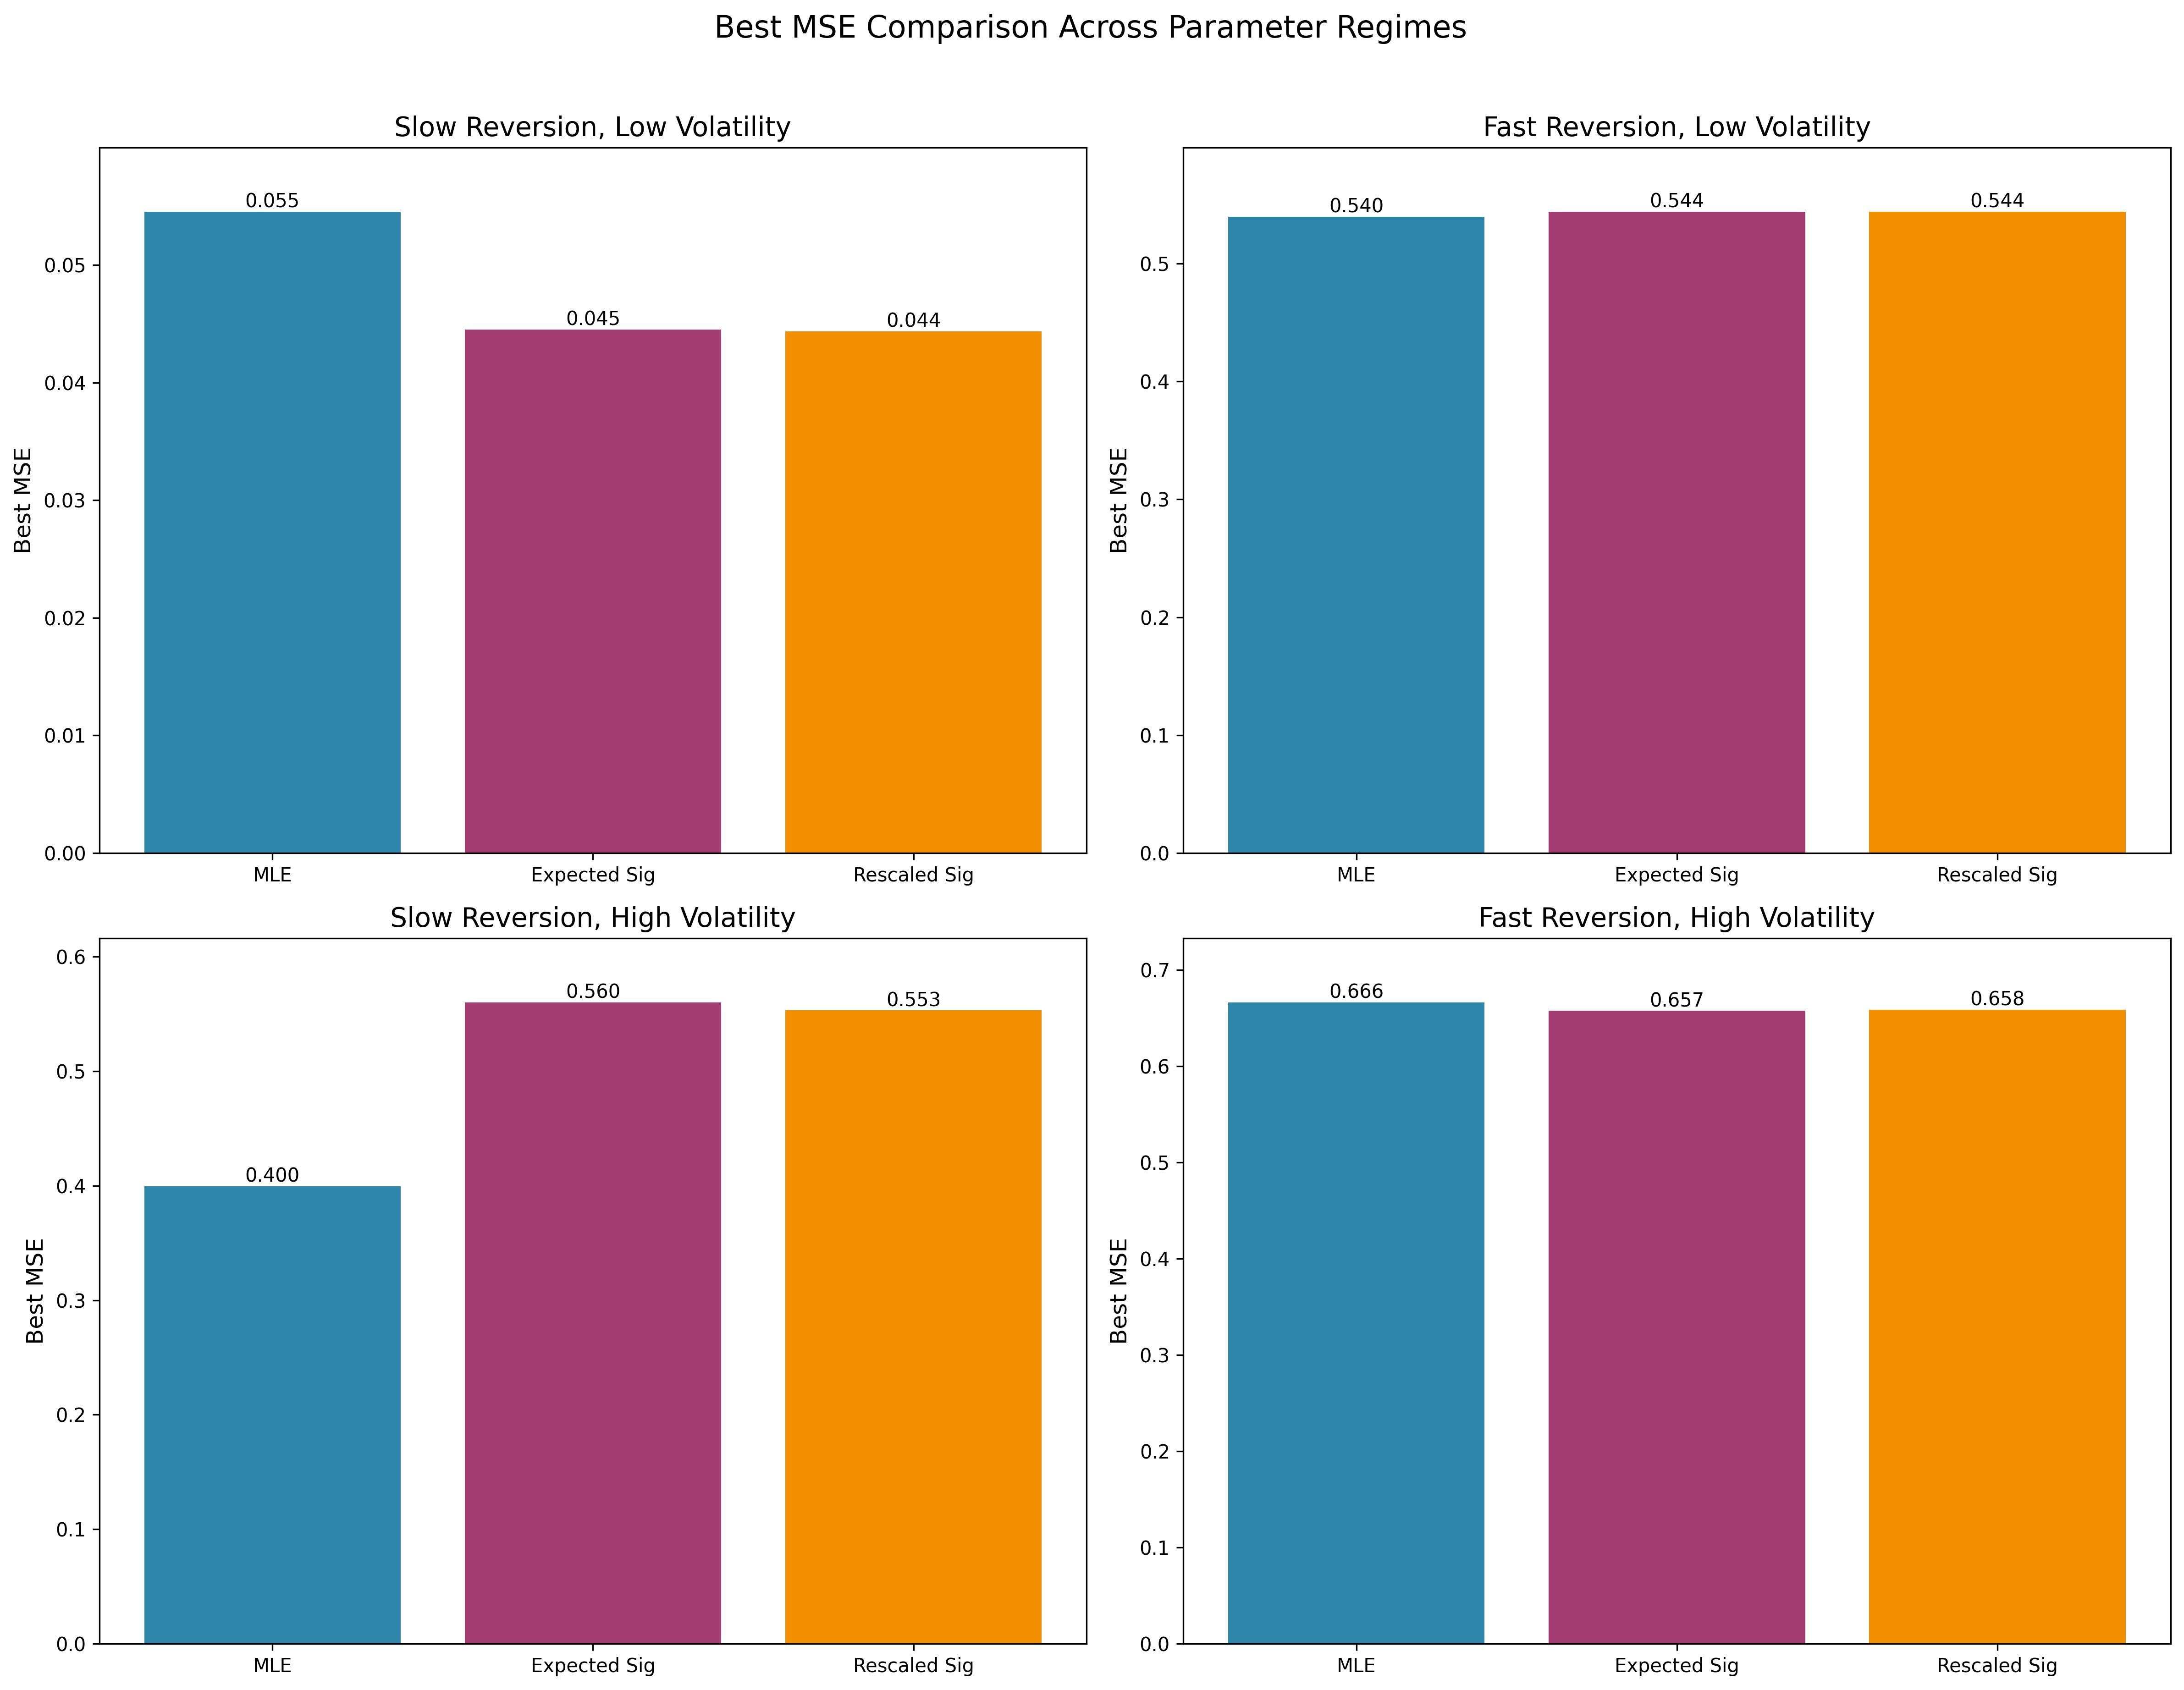 Best MSE Comparison Across Parameter Regimes
Slow Reversion, Low Volatility
Best MSE
0.05
0.04
0.03
0.02
0.01
0.00
0.055
0.045
0.044
MLE
Expected Sig
Rescaled Sig
Fast Reversion, Low Volatility
Best MSE
0.5
0.4
0.3
0.2
0.1
0.0
0.540
0.544
0.544
MLE
Expected Sig
Rescaled Sig
Slow Reversion, High Volatility
Best MSE
0.6
0.5
0.4
0.3
0.2
0.1
0.0
0.400
0.560
0.553
MLE
Expected Sig
Rescaled Sig
Fast Reversion, High Volatility
Best MSE
0.7
0.6
0.5
0.4
0.3
0.2
0.1
0.0
0.666
0.657
0.658
MLE
Expected Sig
Rescaled Sig